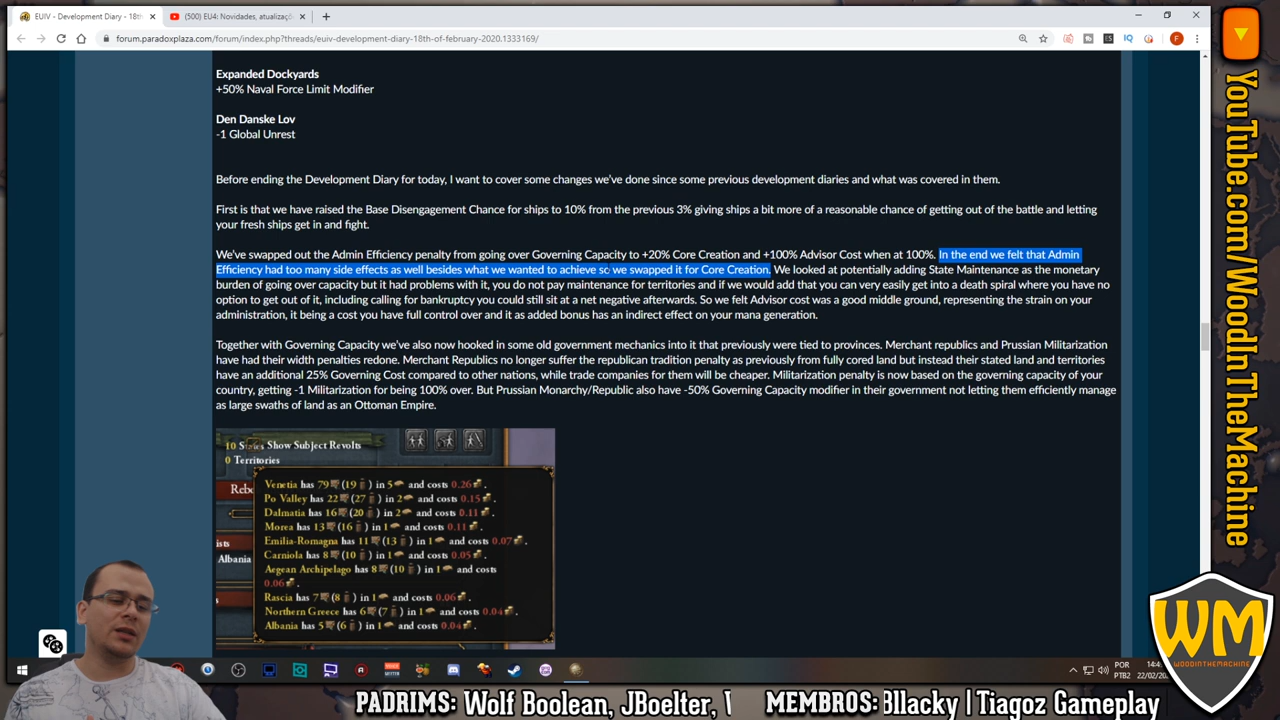 EUIV - Development Diary - 18th
(500) EU4: Novidades, atualizaçõ
forum.paradoxplaza.com/forum/index.php?threads/euiv-development-diary-18th-of-february-2020.1333169/
Expanded Dockyards
+50% Naval Force Limit Modifier
Den Danske Lov
-1 Global Unrest
Before ending the Development Diary for today, I want to cover some changes we've done since some previous development diaries and what was covered in them.
First is that we have raised the Base Disengagement Chance for ships to 10% from the previous 3% giving ships a bit more of a reasonable chance of getting out of the battle and letting
your fresh ships get in and fight.
We've swapped out the Admin Efficiency penalty from going over Governing Capacity to +20% Core Creation and +100% Advisor Cost when at 100%. In the end we felt that Admin
Efficiency had too many side effects as well besides what we wanted to achieve so we swapped it for Core Creation. We looked at potentially adding State Maintenance as the monetary
burden of going over capacity but it had problems with it, you do not pay maintenance for territories and if we would add that you can very easily get into a death spiral where you have no
option to get out of it, including calling for bankruptcy you could still sit at a net negative afterwards. So we felt Advisor cost was a good middle ground, representing the strain on your
administration, it being a cost you have full control over and it as added bonus has an indirect effect on your mana generation.
Together with Governing Capacity we've also now hooked in some old government mechanics into it that previously were tied to provinces. Merchant republics and Prussian Militarization
have had their width penalties redone. Merchant Republics no longer suffer the republican tradition penalty as previously from fully cored land but instead their stated land and territories
have an additional 25% Governing Cost compared to other nations, while trade companies for them will be cheaper. Militarization penalty is now based on the governing capacity of your
country, getting -1 Militarization for being 100% over. But Prussian Monarchy/Republic also have -50% Governing Capacity modifier in their government not letting them efficiently manage
as large swaths of land as an Ottoman Empire.
10 States Show Subject Revolts
0 Territories
Rebe
ists
Albania
Venetia has 79 (19) in 5 and costs 0.26.
Po Valley has 22 (27) in 2 and costs 0.15.
Dalmatia has 16 (20) in 2 and costs 0.11.
Morea has 13 (16) in 1 and costs 0.11.
Emilia-Romagna has 11 (13) in 1 and costs 0.07.
Carniola has 8 (10) in 1 and costs 0.05.
Aegean Archipelago has 8 (10) in 1 and costs
0.06.
Rascia has 7 (8) in 1 and costs 0.06.
Northern Greece has 6 (7) in 1 and costs 0.04.
Albania has 5 (6) in 1 and costs 0.04.
POR
PTB2
14:4
22/02/20
YouTube.com/WoodInTheMachine
WM
WOODINTHEMACHINE
PADRIMS: Wolf Boolean, JBoelter,
MEMBROS: Bllacky | Tiagoz Gameplay